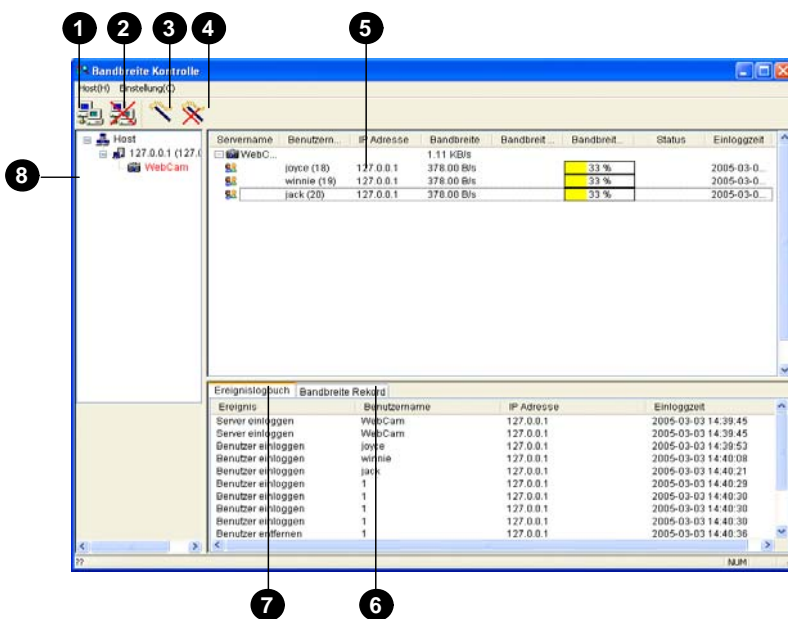 1 2 3 4 5
Bandbreite Kontrolle
Host(H) Einstellung(C)
Host
127.0.0.1 (127.0
WebCam
8
Servername Benutzern... IP Adresse Bandbreite Bandbreit ... Bandbreit... Status Einloggzeit
WebC... 1.11 KB/s
joyce (18) 127.0.0.1 378.00 B/s 33 % 2005-03-0...
winnie (19) 127.0.0.1 378.00 B/s 33 % 2005-03-0...
jack (20) 127.0.0.1 378.00 B/s 33 % 2005-03-0...
Ereignislogbuch Bandbreite Rekord
Ereignis Benutzername IP Adresse Einloggzeit
Server einloggen WebCam 127.0.0.1 2005-03-03 14:39:45
Server einloggen WebCam 127.0.0.1 2005-03-03 14:39:45
Benutzer einloggen joyce 127.0.0.1 2005-03-03 14:39:53
Benutzer einloggen winnie 127.0.0.1 2005-03-03 14:40:08
Benutzer einloggen jack 127.0.0.1 2005-03-03 14:40:21
Benutzer einloggen 1 127.0.0.1 2005-03-03 14:40:29
Benutzer einloggen 1 127.0.0.1 2005-03-03 14:40:30
Benutzer einloggen 1 127.0.0.1 2005-03-03 14:40:30
Benutzer einloggen 1 127.0.0.1 2005-03-03 14:40:30
Benutzer entfernen 1 127.0.0.1 2005-03-03 14:40:36
?? NUM
7 6